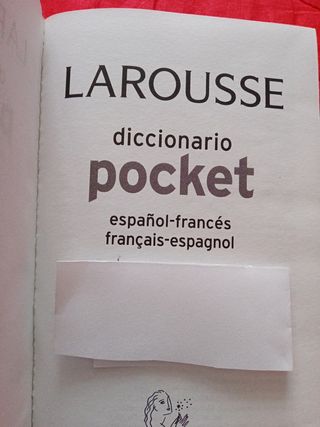 LAROUSSE
diccionario
pocket
español-francés
français-espagnol